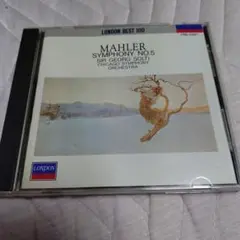 LONDON BEST 100
MAHLER
SYMPHONY NO.5
SIR GEORG SOLTI
CHICAGO SYMPHONY
ORCHESTRA
LONDON